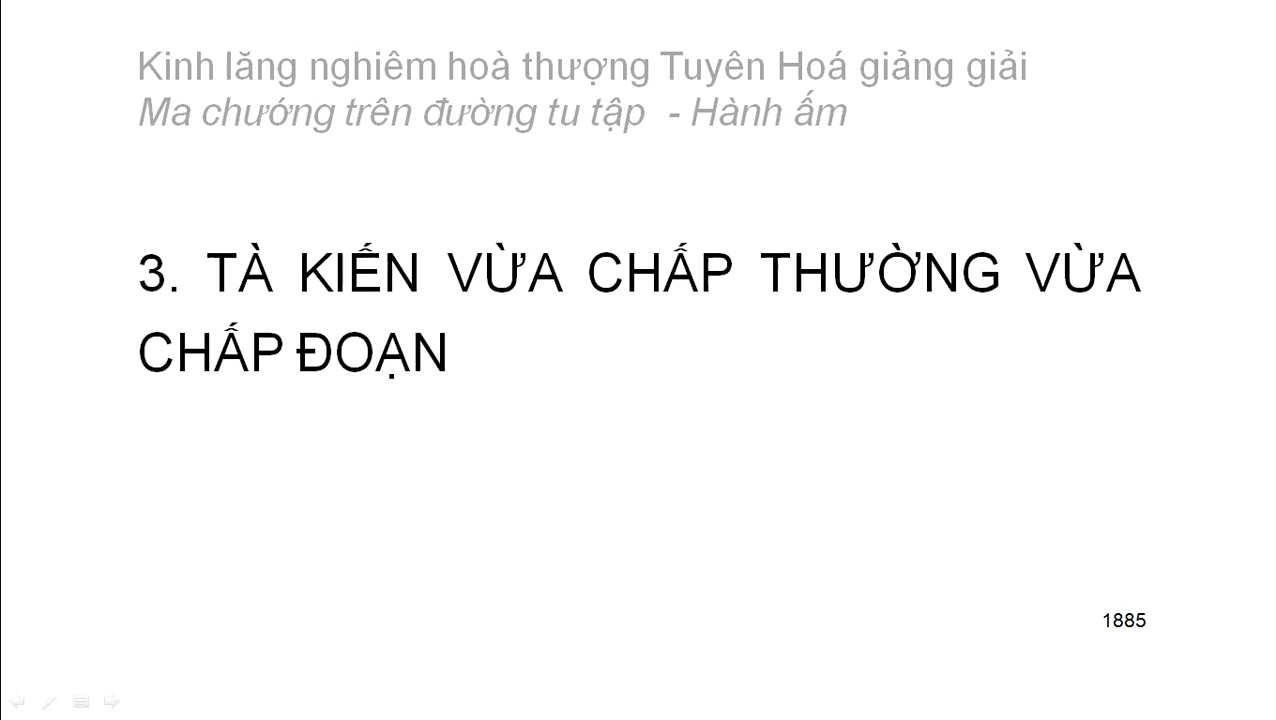 Kinh lăng nghiêm hoà thượng Tuyên Hoá giảng giải
Ma chướng trên đường tu tập - Hành ấm
3. TÀ KIẾN VỪA CHẤP THƯỜNG VỪA
CHẤP ĐOẠN
1885